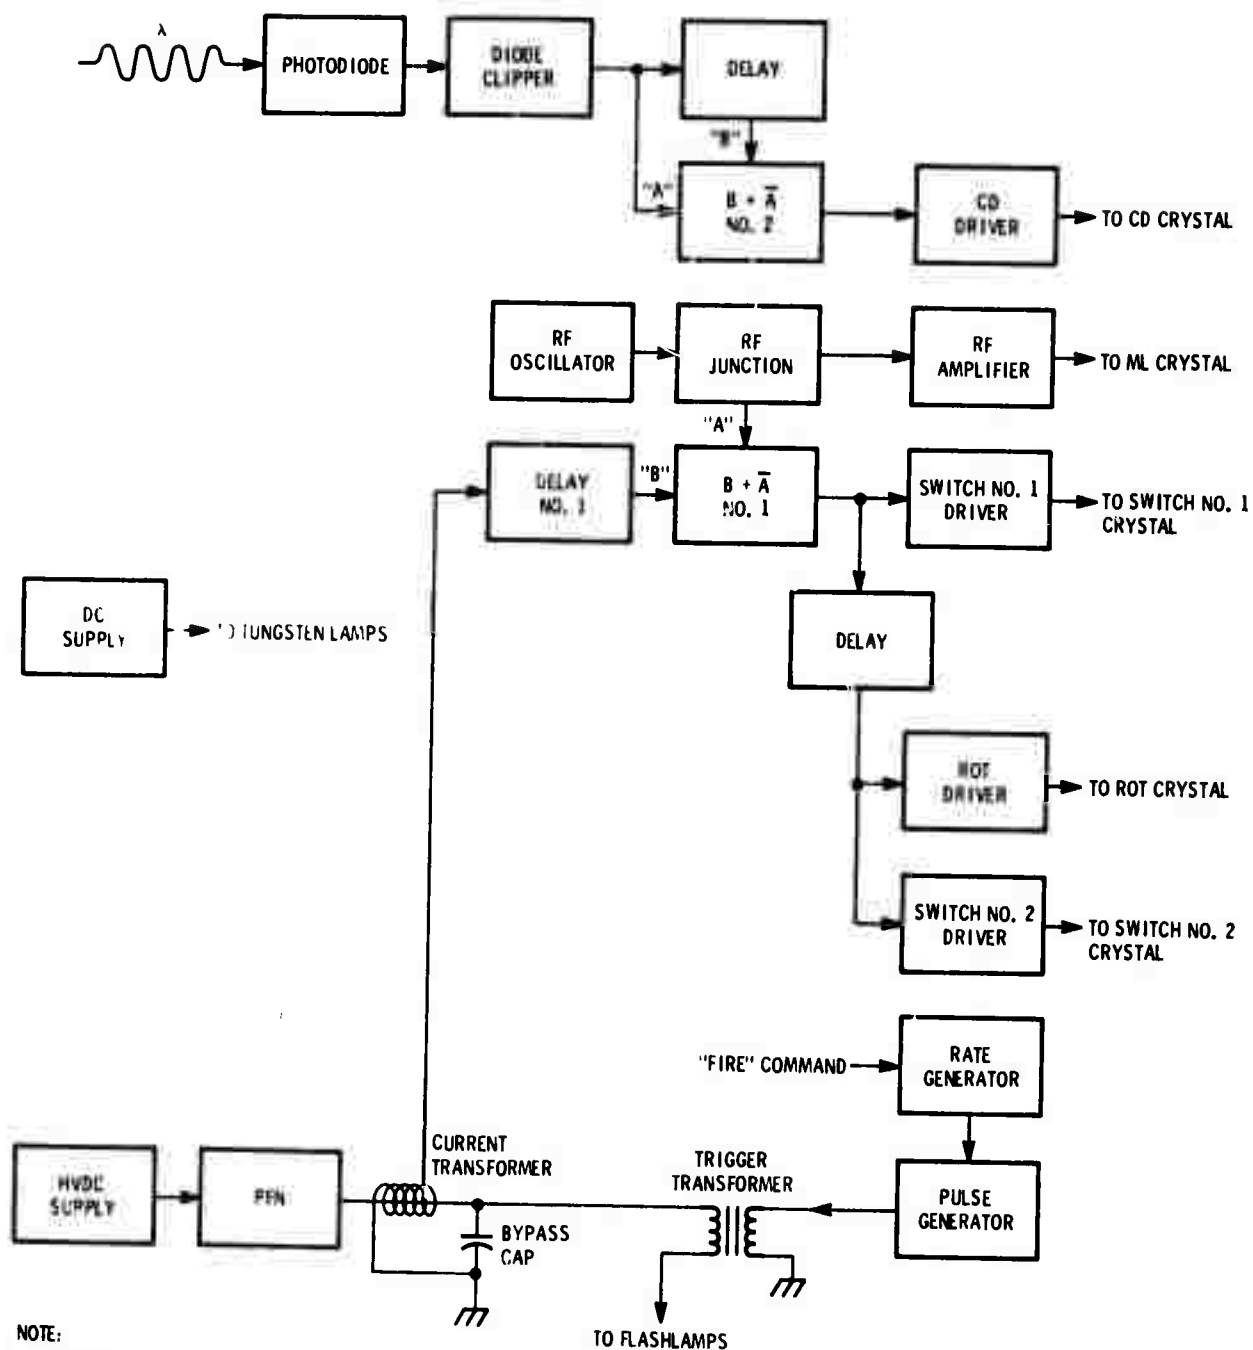 λ
PHOTODIODE
DIODE
CLIPPER
DELAY
"B"
"A"
B + A̅
NO. 2
CD
DRIVER
TO CD CRYSTAL
RF
OSCILLATOR
RF
JUNCTION
RF
AMPLIFIER
TO ML CRYSTAL
"A"
DELAY
NO. 1
"B"
B + A̅
NO. 1
SWITCH NO. 1
DRIVER
TO SWITCH NO. 1
CRYSTAL
DC
SUPPLY
TO TUNGSTEN LAMPS
DELAY
ROT
DRIVER
TO ROT CRYSTAL
SWITCH NO. 2
DRIVER
TO SWITCH NO. 2
CRYSTAL
"FIRE" COMMAND
RATE
GENERATOR
HVDC
SUPPLY
PFN
CURRENT
TRANSFORMER
BYPASS
CAP
TRIGGER
TRANSFORMER
PULSE
GENERATOR
TO FLASHLAMPS
NOTE: